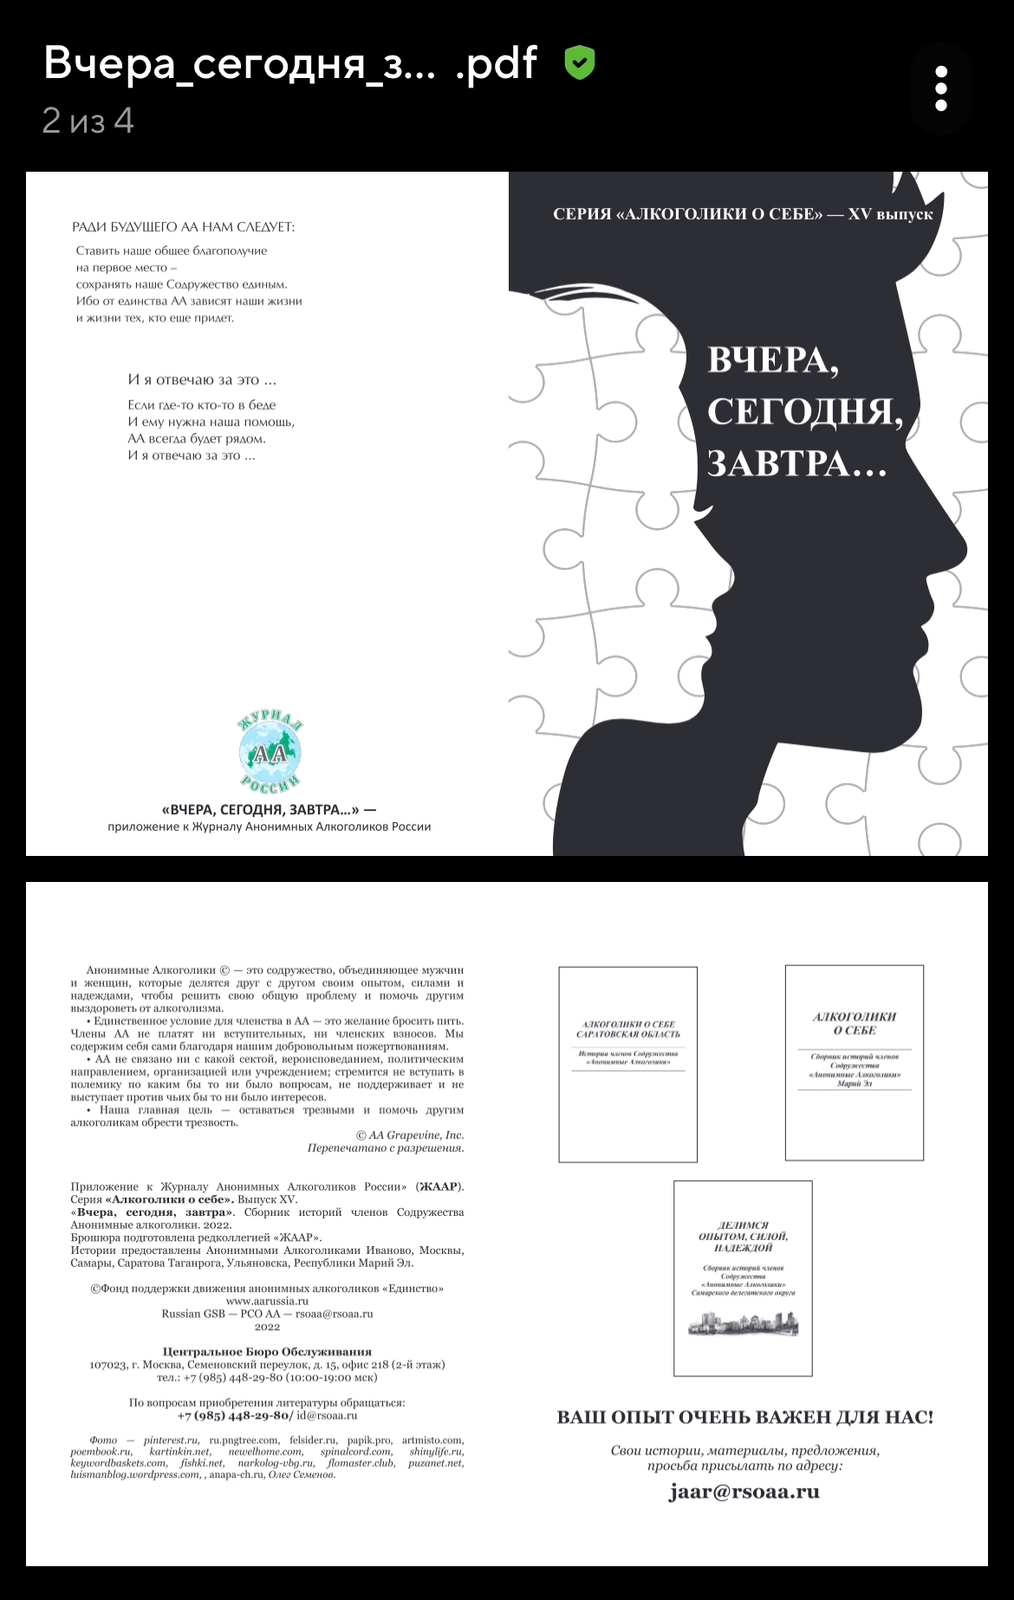 Вчера_сегодня_з... .pdf
2 из 4
РАДИ БУДУЩЕГО АА НАМ СЛЕДУЕТ:
Ставить наше общее благополучие
на первое место –
сохранять наше Содружество единым.
Ибо от единства АА зависят наши жизни
и жизни тех, кто еще придет.
И я отвечаю за это ...
Если где-то кто-то в беде
И ему нужна наша помощь,
АА всегда будет рядом.
И я отвечаю за это ...
ЖУРНАЛ
АА
РОССИИ
«ВЧЕРА, СЕГОДНЯ, ЗАВТРА...» —
приложение к Журналу Анонимных Алкоголиков России
СЕРИЯ «АЛКОГОЛИКИ О СЕБЕ» — XV выпуск
ВЧЕРА,
СЕГОДНЯ,
ЗАВТРА...
Анонимные Алкоголики © — это содружество, объединяющее мужчин
и женщин, которые делятся друг с другом своим опытом, силами и
надеждами, чтобы решить свою общую проблему и помочь другим
выздороветь от алкоголизма.
• Единственное условие для членства в АА — это желание бросить пить.
Члены АА не платят ни вступительных, ни членских взносов. Мы
содержим себя сами благодаря нашим добровольным пожертвованиям.
• АА не связано ни с какой сектой, вероисповеданием, политическим
направлением, организацией или учреждением; стремится не вступать в
полемику по каким бы то ни было вопросам, не поддерживает и не
выступает против чьих бы то ни было интересов.
• Наша главная цель — оставаться трезвыми и помочь другим
алкоголикам обрести трезвость.
© AA Grapevine, Inc.
Перепечатано с разрешения.
Приложение к Журналу Анонимных Алкоголиков России» (ЖААР).
Серия «Алкоголики о себе». Выпуск XV.
«Вчера, сегодня, завтра». Сборник историй членов Содружества
Анонимные алкоголики. 2022.
Брошюра подготовлена редколлегией «ЖААР».
Истории предоставлены Анонимными Алкоголиками Иваново, Москвы,
Самары, Саратова Таганрога, Ульяновска, Республики Марий Эл.
©Фонд поддержки движения анонимных алкоголиков «Единство»
www.aarussia.ru
Russian GSB — РСО АА — rsoaa@rsoaa.ru
2022
Центральное Бюро Обслуживания
107023, г. Москва, Семеновский переулок, д. 15, офис 218 (2-й этаж)
тел.: +7 (985) 448-29-80 (10:00-19:00 мск)
По вопросам приобретения литературы обращаться:
+7 (985) 448-29-80/ id@rsoaa.ru
Фото — pinterest.ru, ru.pngtree.com, felsider.ru, papik.pro, artmisto.com,
poembook.ru, kartinkin.net, newelhome.com, spinalcord.com, shinylife.ru,
keywordbaskets.com, fishki.net, narkolog-vbg.ru, flomaster.club, puzanet.net,
luismanblog.wordpress.com, , anapa-ch.ru, Олег Семенов.
АЛКОГОЛИКИ О СЕБЕ
САРАТОВСКАЯ ОБЛАСТЬ
Истории членов Содружества
«Анонимные Алкоголики»
АЛКОГОЛИКИ
О СЕБЕ
Сборник историй членов
Содружества
«Анонимные Алкоголики»
Марий Эл
ДЕЛИМСЯ
ОПЫТОМ, СИЛОЙ,
НАДЕЖДОЙ
Сборник историй членов
Содружества
«Анонимные Алкоголики»
Самарского делегатского округа
ВАШ ОПЫТ ОЧЕНЬ ВАЖЕН ДЛЯ НАС!
Свои истории, материалы, предложения,
просьба присылать по адресу:
jaar@rsoaa.ru